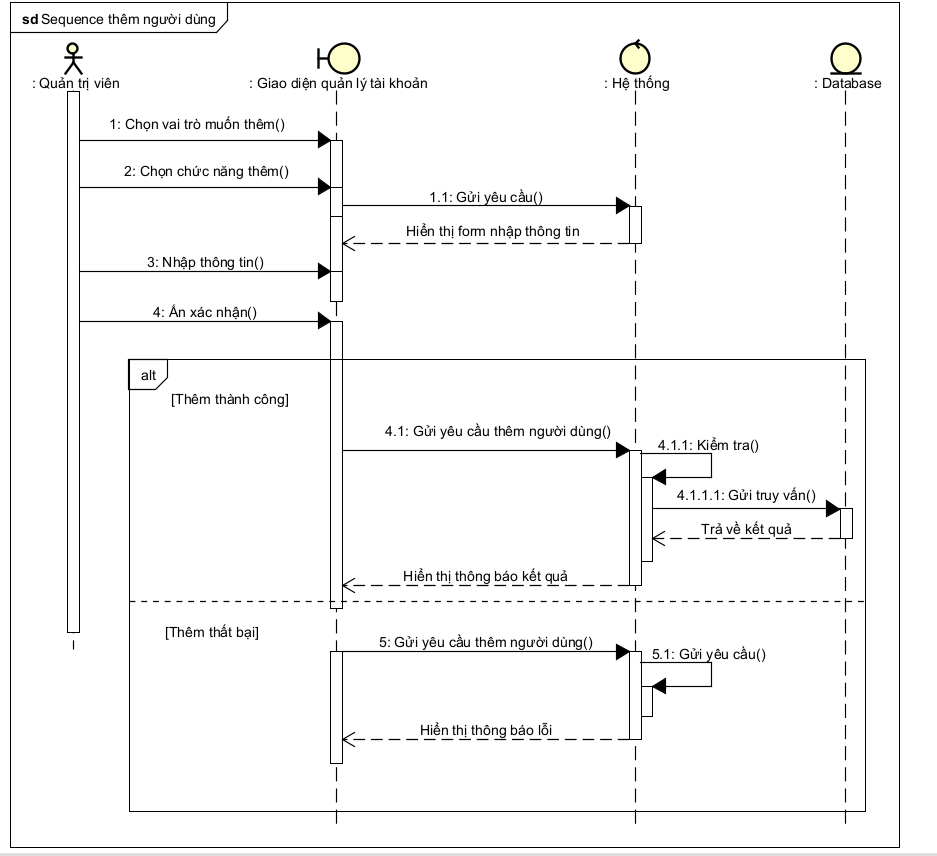 sd Sequence thêm người dùng
: Quản trị viên
: Giao diện quản lý tài khoản
: Hệ thống
: Database
1: Chọn vai trò muốn thêm()
2: Chọn chức năng thêm()
1.1: Gửi yêu cầu()
Hiển thị form nhập thông tin
3: Nhập thông tin()
4: Ấn xác nhận()
alt
[Thêm thành công]
4.1: Gửi yêu cầu thêm người dùng()
4.1.1: Kiểm tra()
4.1.1.1: Gửi truy vấn()
Trả về kết quả
Hiển thị thông báo kết quả
[Thêm thất bại]
5: Gửi yêu cầu thêm người dùng()
5.1: Gửi yêu cầu()
Hiển thị thông báo lỗi